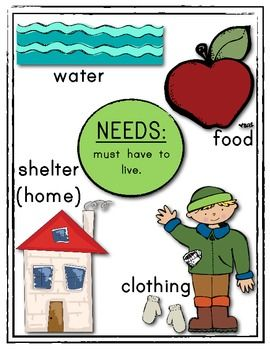 water
food
NEEDS:
must have to
live.
shelter
(home)
clothing